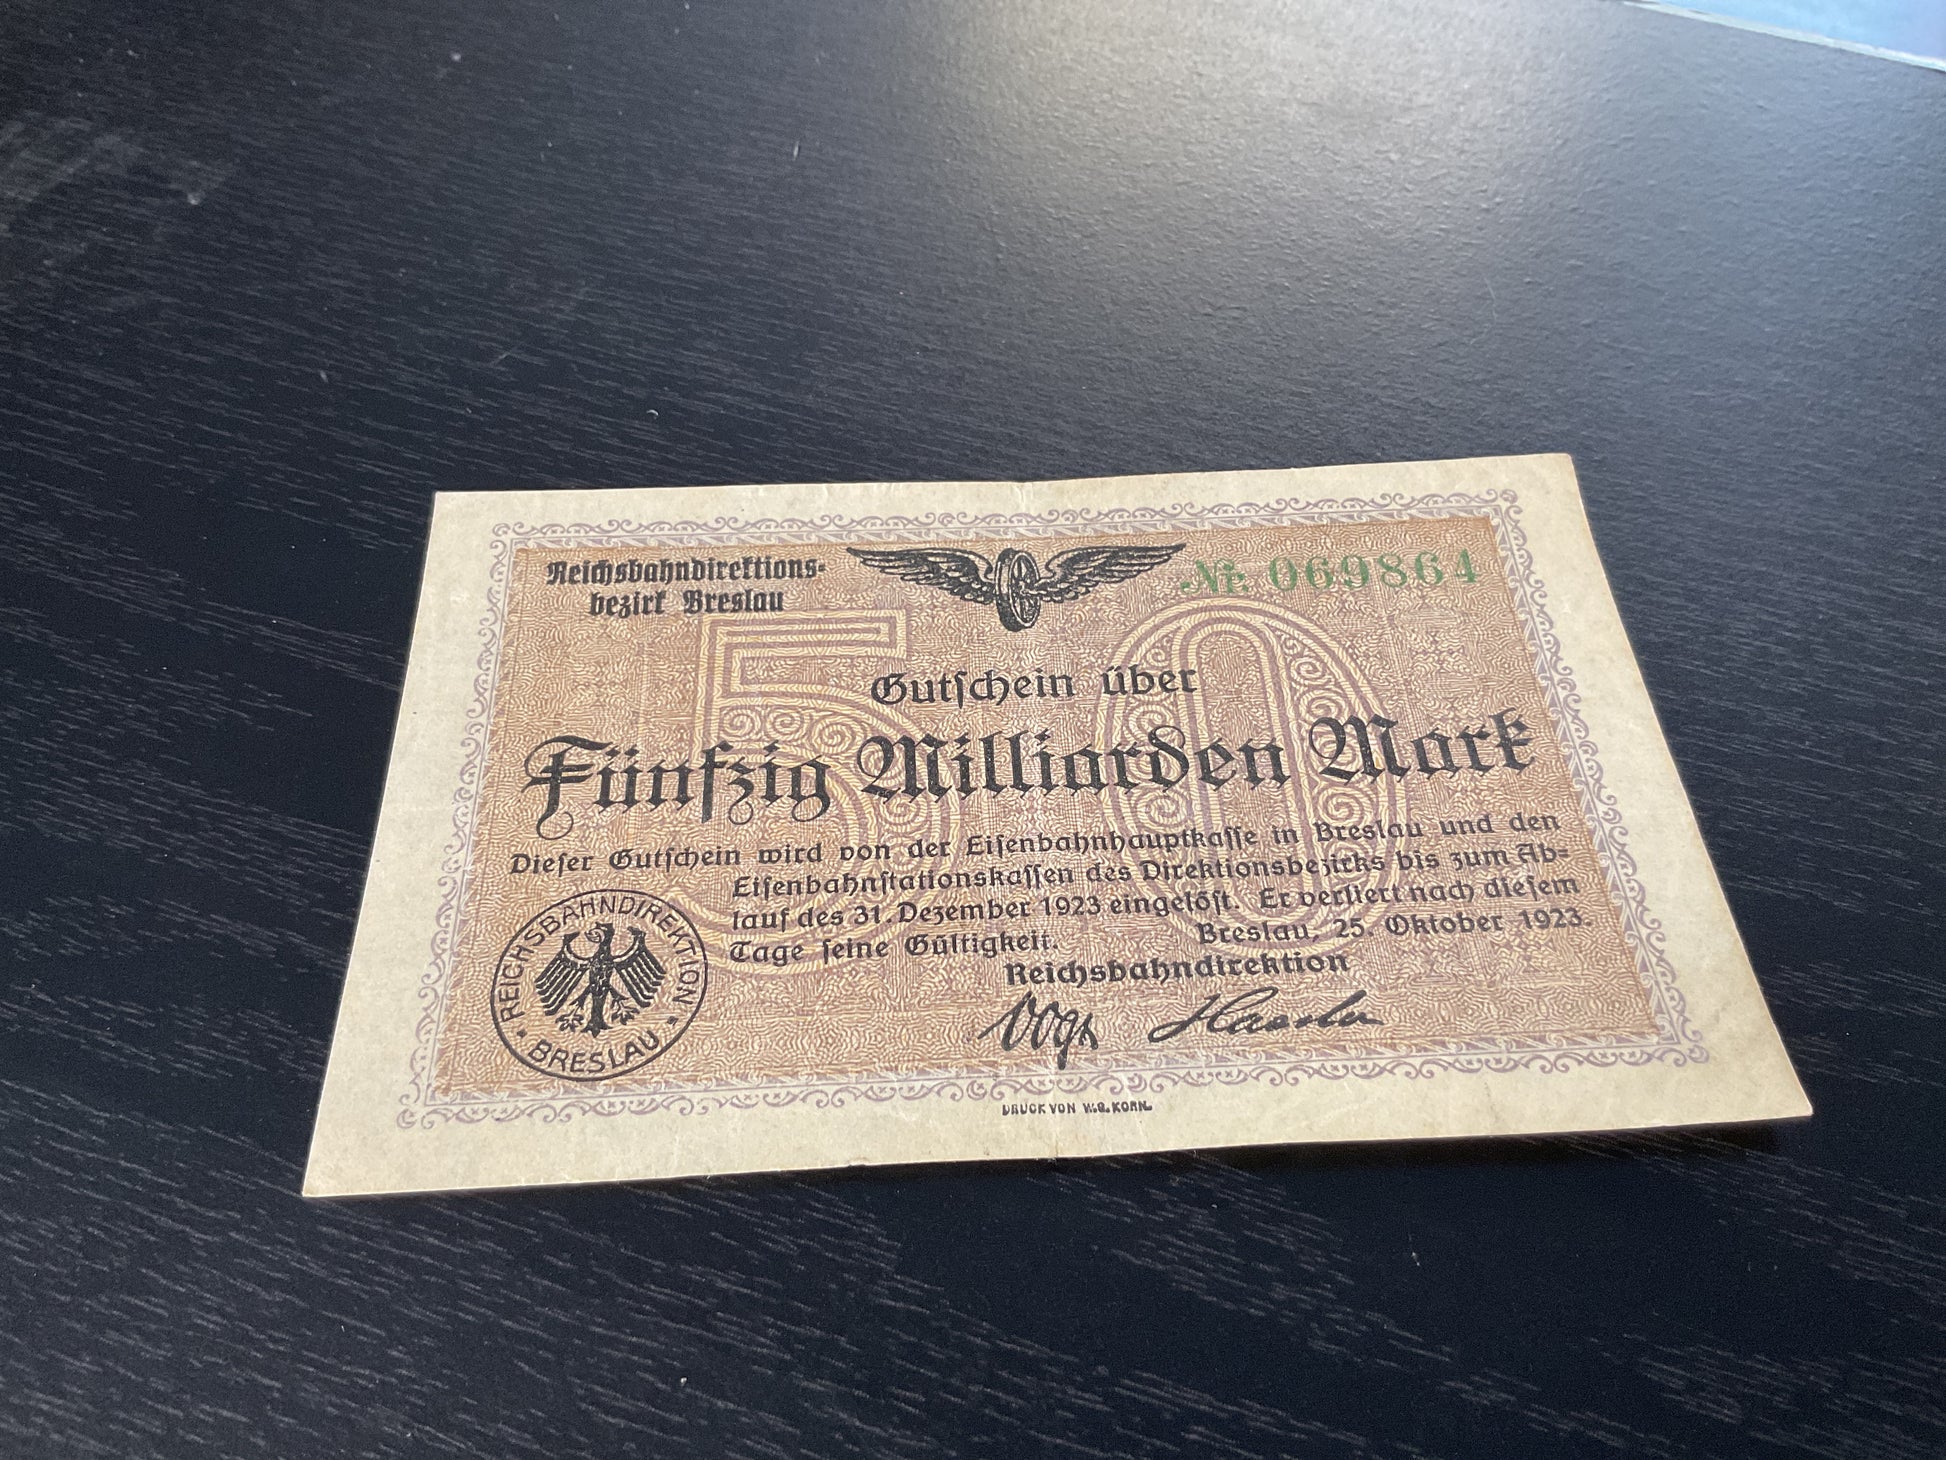 Reichsbahndirektions-
bezirk Breslau
№ 069864
50
Gutschein über
Fünfzig Milliarden Mark
Dieser Gutschein wird von der Eisenbahnhauptkasse in Breslau und den
Eisenbahnstationskassen des Direktionsbezirks bis zum Ab-
lauf des 31. Dezember 1923 eingelöst. Er verliert nach diesem
Tage seine Gültigkeit. Breslau, 25. Oktober 1923.
Reichsbahndirektion
REICHSBAHNDIREKTION
BRESLAU
DRUCK VON W.G. KORN.